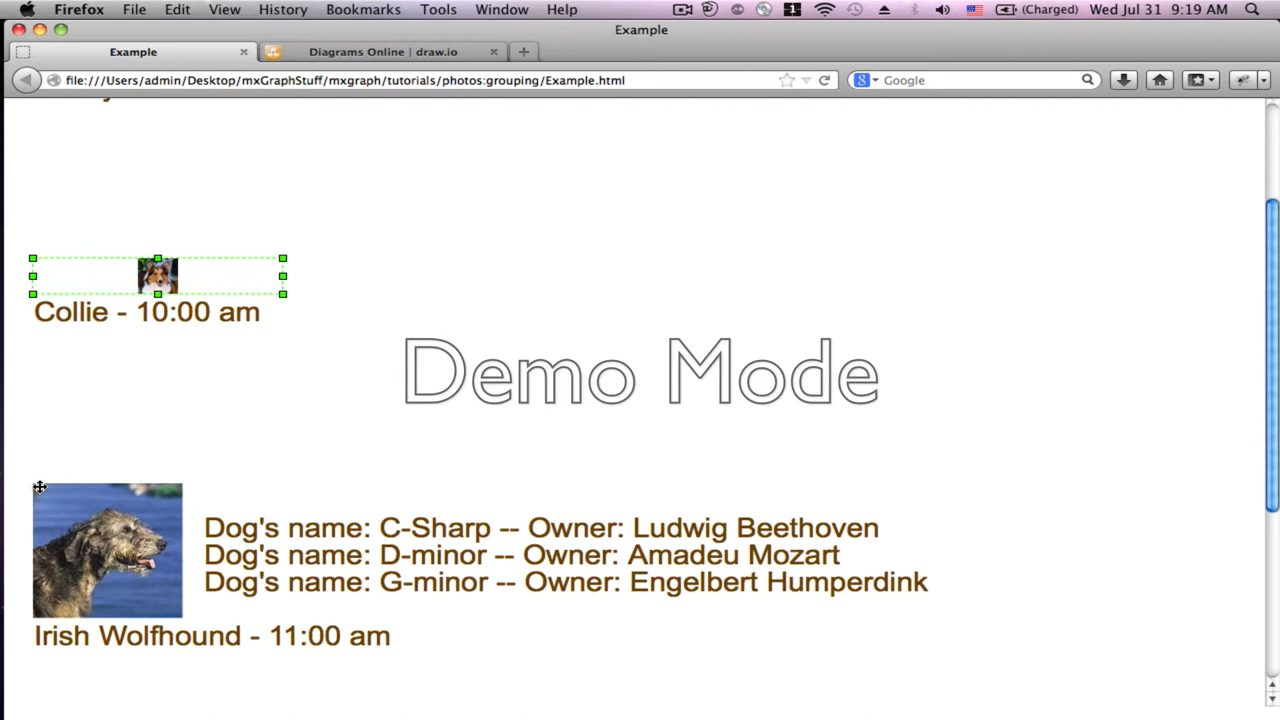 Firefox File Edit View History Bookmarks Tools Window Help 1 (Charged) Wed Jul 31 9:19 AM
Example
Example Diagrams Online | draw.io
file:///Users/admin/Desktop/mxGraphStuff/mxgraph/tutorials/photos:grouping/Example.html Google
Collie - 10:00 am
Demo Mode
Dog's name: C-Sharp -- Owner: Ludwig Beethoven
Dog's name: D-minor -- Owner: Amadeu Mozart
Dog's name: G-minor -- Owner: Engelbert Humperdink
Irish Wolfhound - 11:00 am